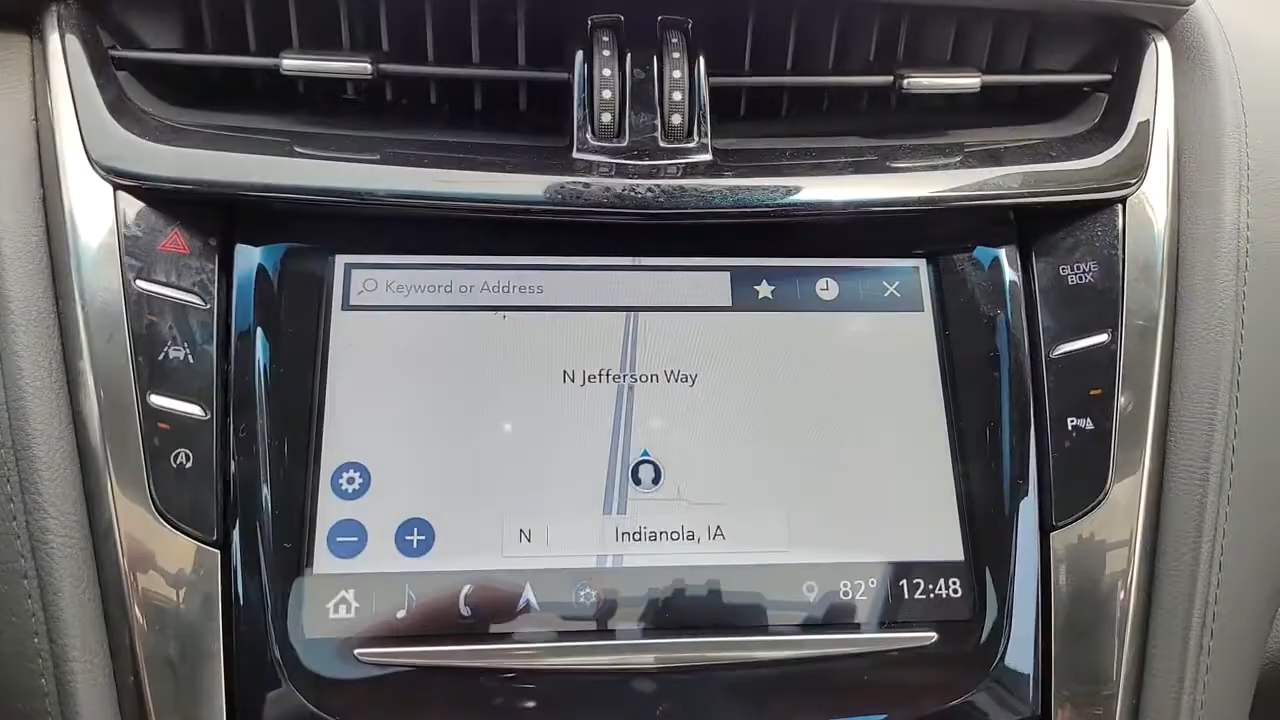 Keyword or Address
N Jefferson Way
N
Indianola, IA
82° 12:48
GLOVE
BOX
P
A